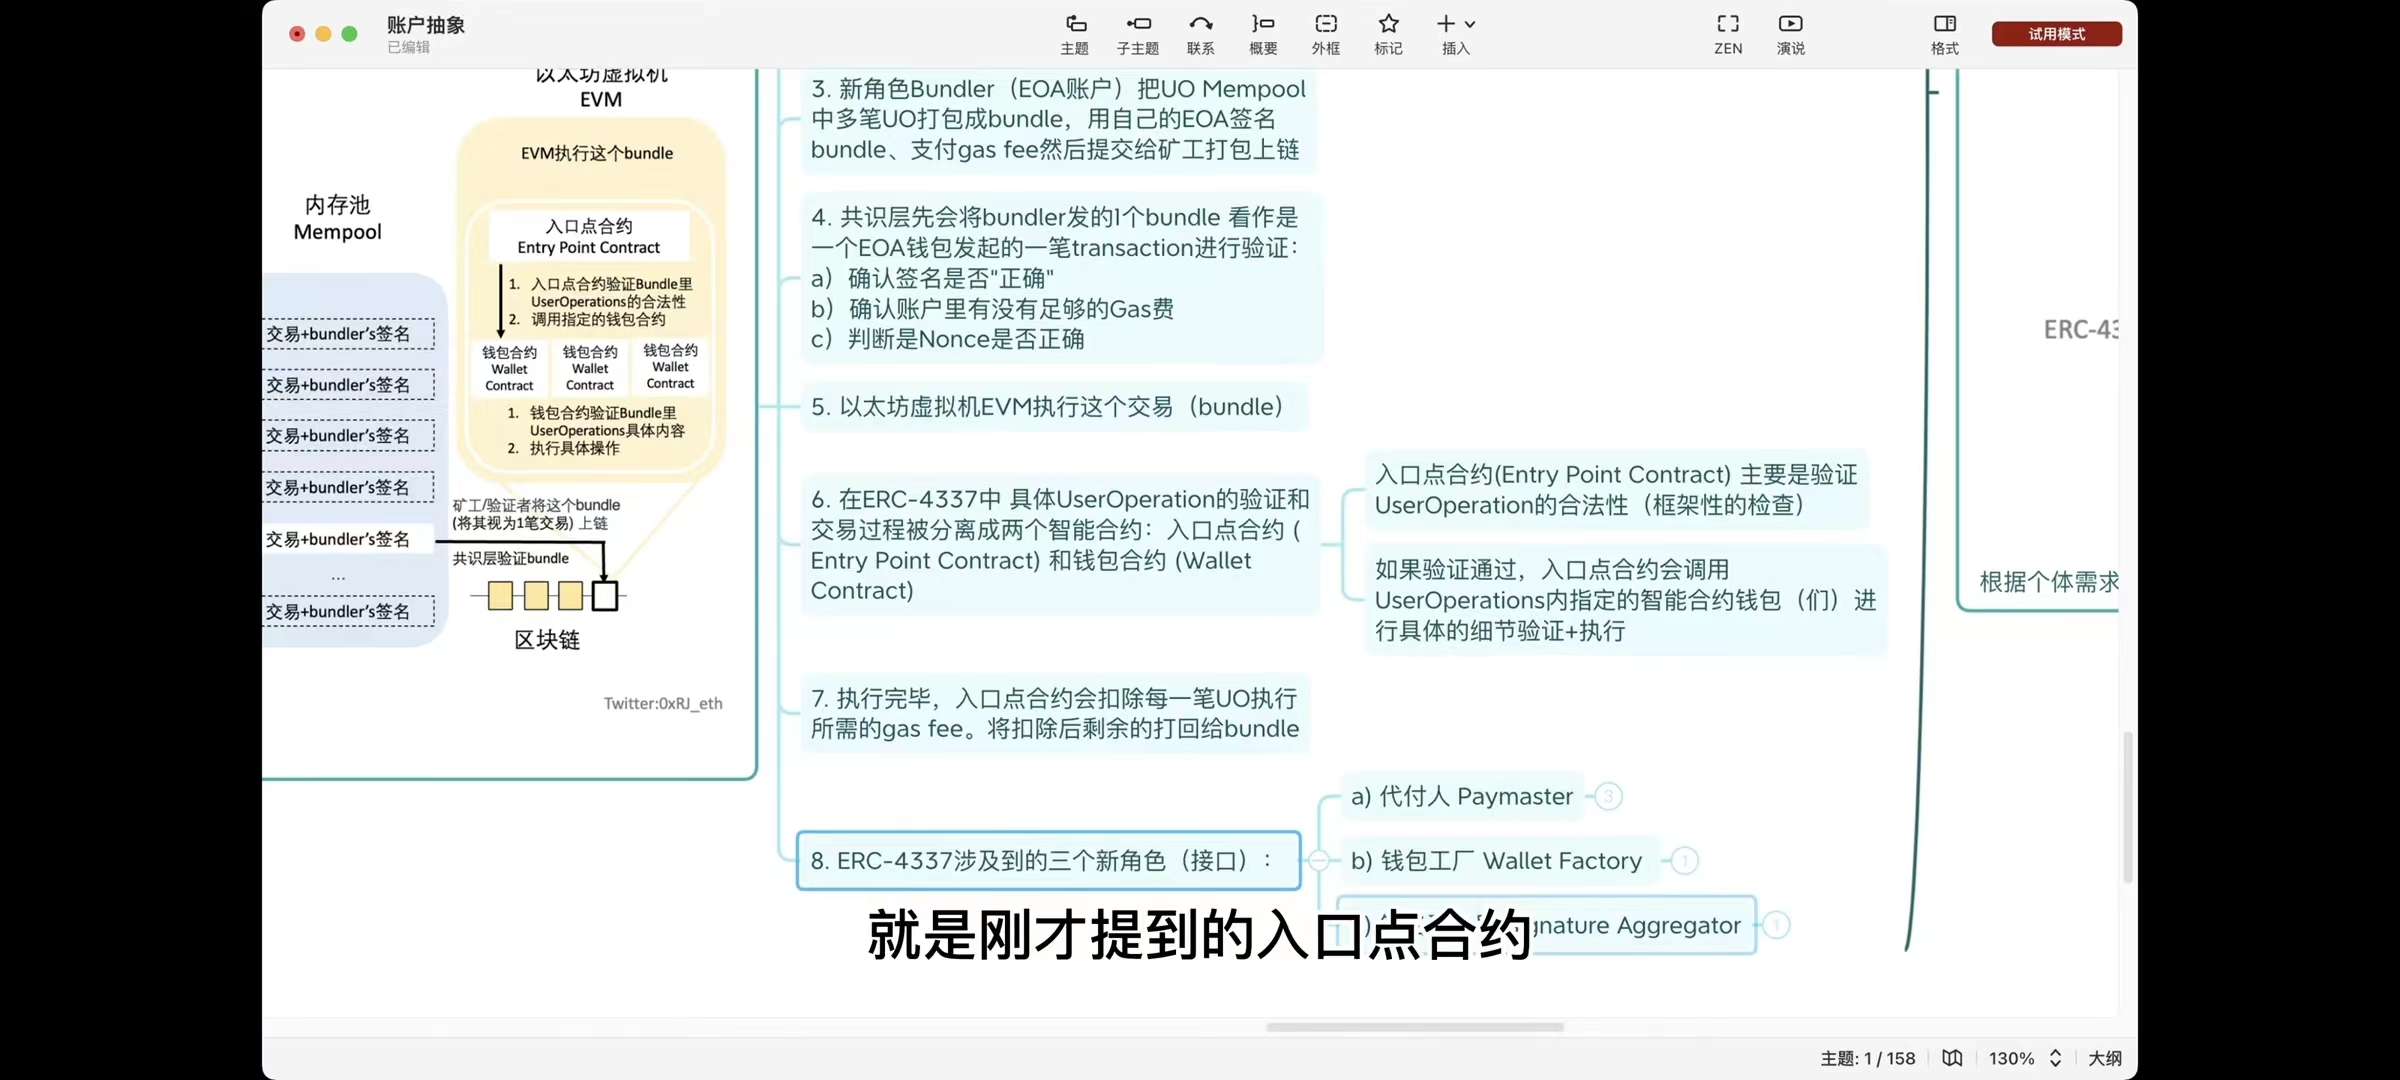 账户抽象
已编辑
主题
子主题
联系
概要
外框
标记
插入
ZEN
演说
格式
试用模式
以太坊虚拟机
EVM
EVM执行这个bundle
内存池
Mempool
入口点合约
Entry Point Contract
1. 入口点合约验证Bundle里
UserOperations的合法性
2. 调用指定的钱包合约
钱包合约
Wallet
Contract
钱包合约
Wallet
Contract
钱包合约
Wallet
Contract
1. 钱包合约验证Bundle里
UserOperations具体内容
2. 执行具体操作
交易+bundler’s签名
交易+bundler’s签名
交易+bundler’s签名
交易+bundler’s签名
交易+bundler’s签名
...
交易+bundler’s签名
矿工/验证者将这个bundle
(将其视为1笔交易) 上链
共识层验证bundle
区块链
Twitter:0xRJ_eth
3. 新角色Bundler（EOA账户）把UO Mempool
中多笔UO打包成bundle，用自己的EOA签名
bundle、支付gas fee然后提交给矿工打包上链
4. 共识层先会将bundler发的1个bundle 看作是
一个EOA钱包发起的一笔transaction进行验证：
a）确认签名是否"正确"
b）确认账户里有没有足够的Gas费
c）判断是Nonce是否正确
5. 以太坊虚拟机EVM执行这个交易（bundle）
6. 在ERC-4337中 具体UserOperation的验证和
交易过程被分离成两个智能合约：入口点合约 (
Entry Point Contract) 和钱包合约 (Wallet
Contract)
入口点合约(Entry Point Contract) 主要是验证
UserOperation的合法性（框架性的检查）
如果验证通过，入口点合约会调用
UserOperations内指定的智能合约钱包（们）进
行具体的细节验证+执行
7. 执行完毕，入口点合约会扣除每一笔UO执行
所需的gas fee。将扣除后剩余的打回给bundle
8. ERC-4337涉及到的三个新角色（接口）：
a) 代付人 Paymaster
3
b) 钱包工厂 Wallet Factory
1
gnature Aggregator
1
就是刚才提到的入口点合约
ERC-43
根据个体需求
主题: 1 / 158
130%
大纲